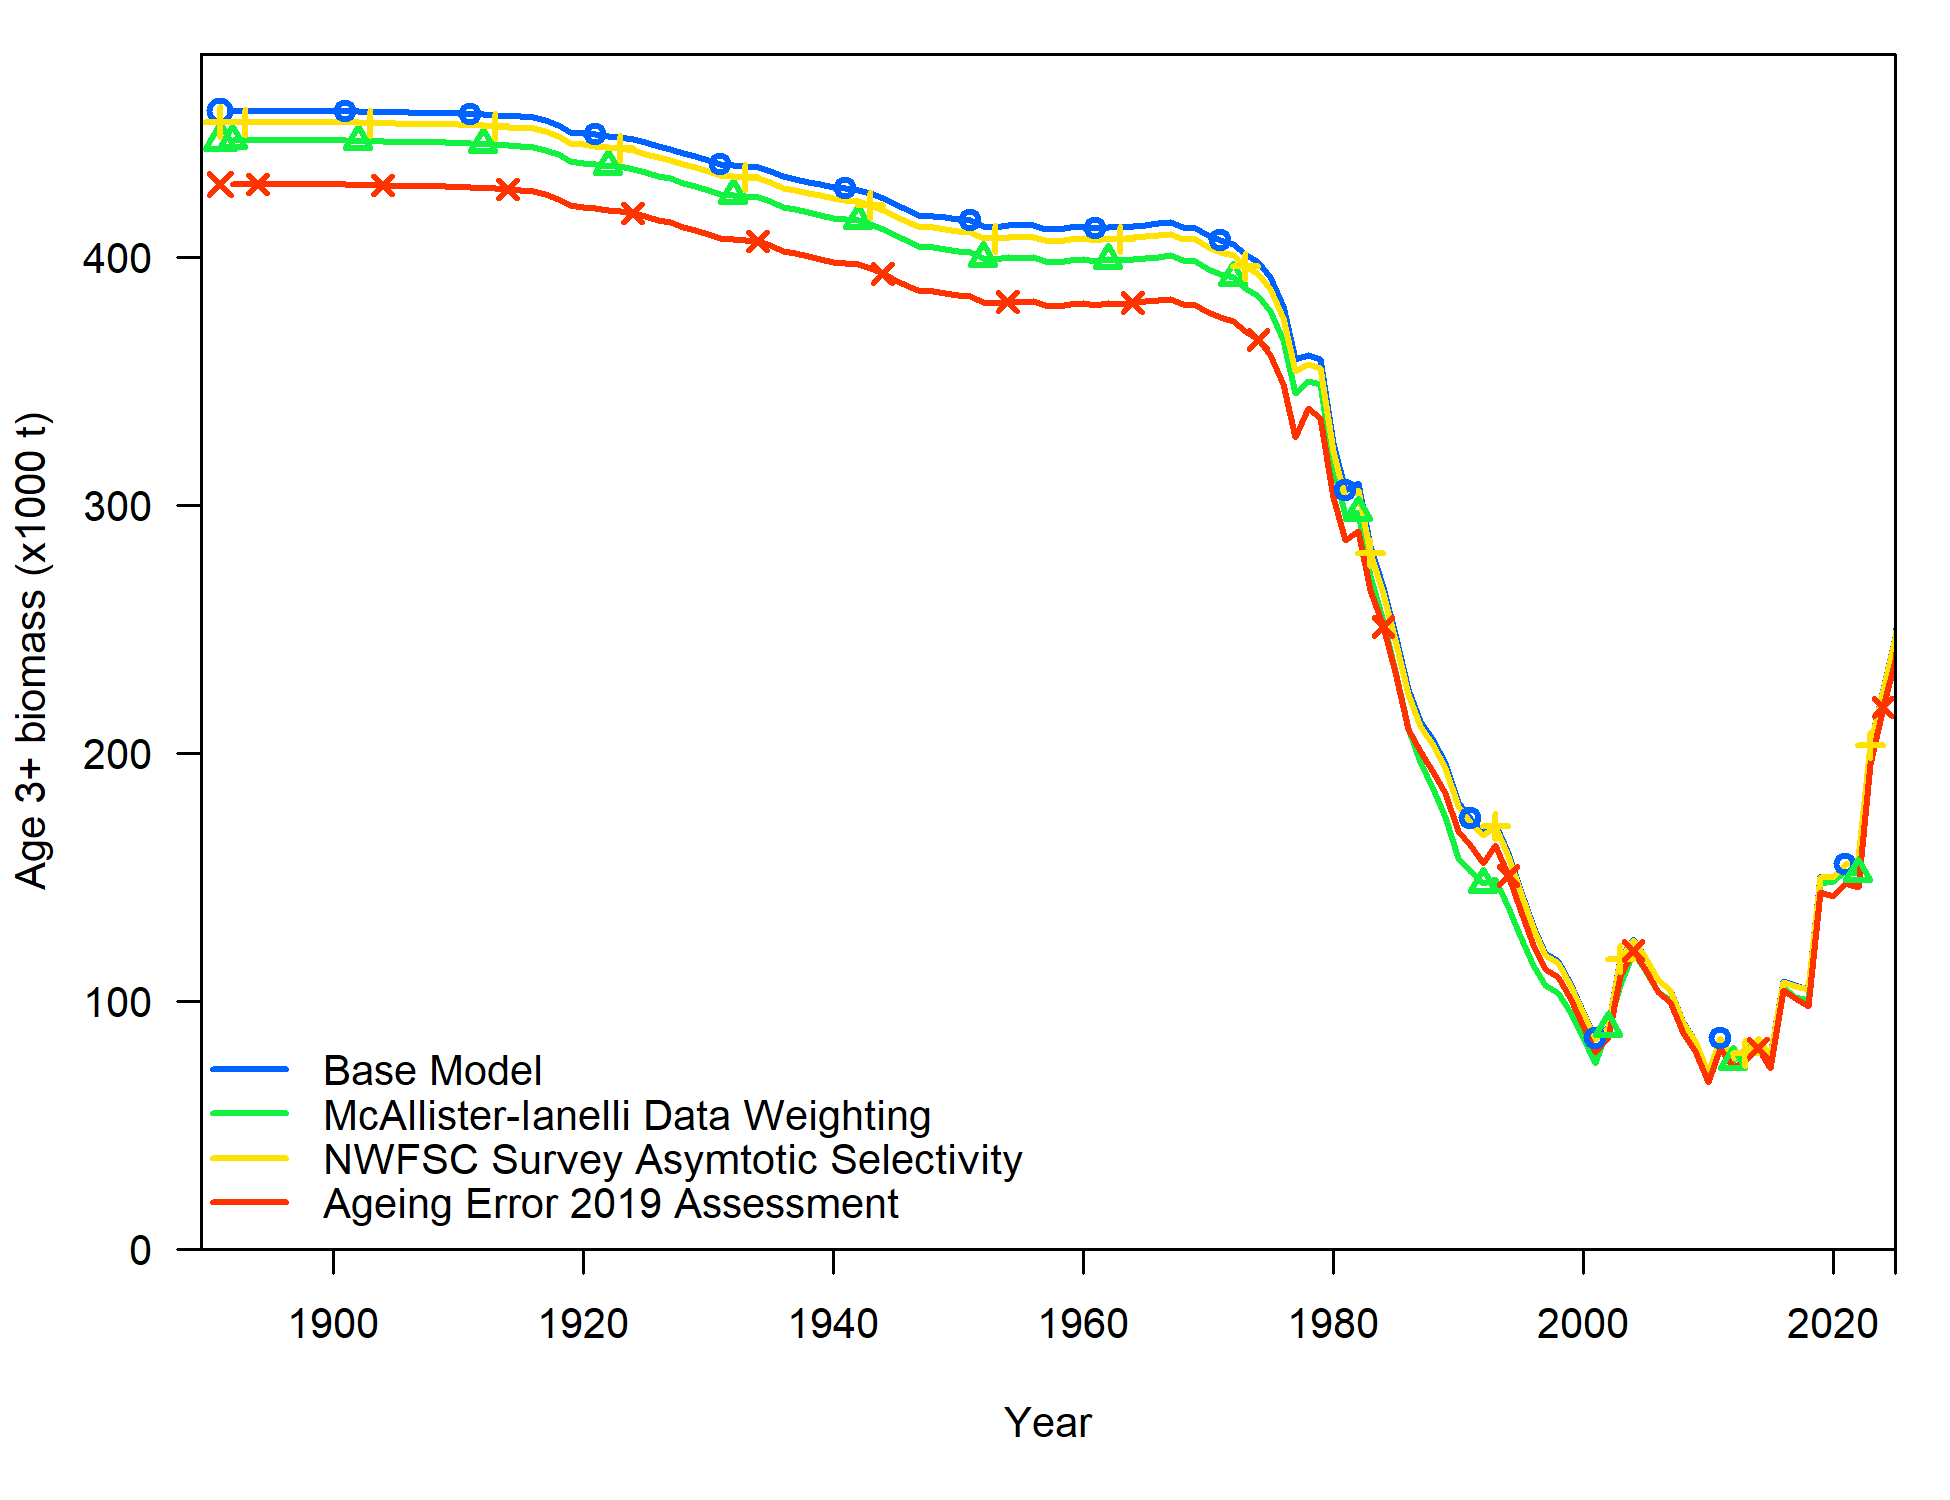 Age 3+ biomass (x1000 t)
400
300
200
100
0
Base Model
McAllister-Ianelli Data Weighting
NWFSC Survey Asymtotic Selectivity
Ageing Error 2019 Assessment
1900 1920 1940 1960 1980 2000 2020
Year